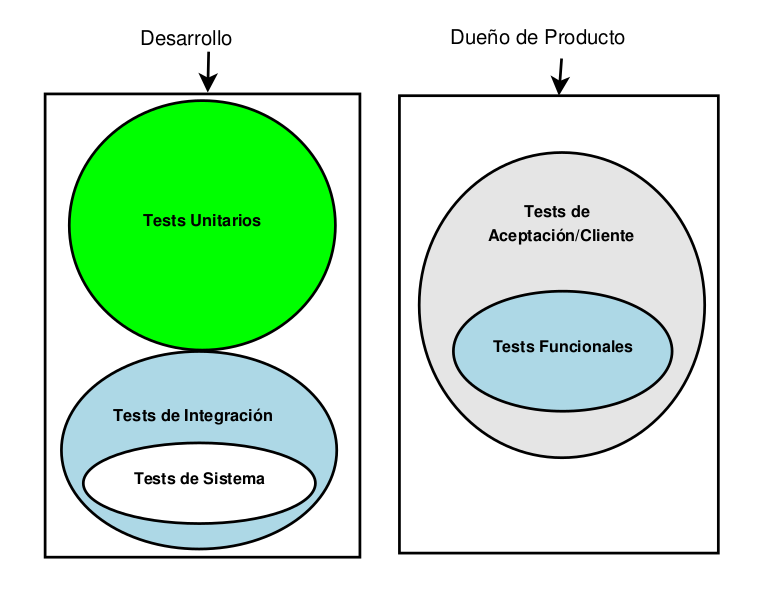 Desarrollo
Dueño de Producto
Tests Unitarios
Tests de Integración
Tests de Sistema
Tests de
Aceptación/Cliente
Tests Funcionales